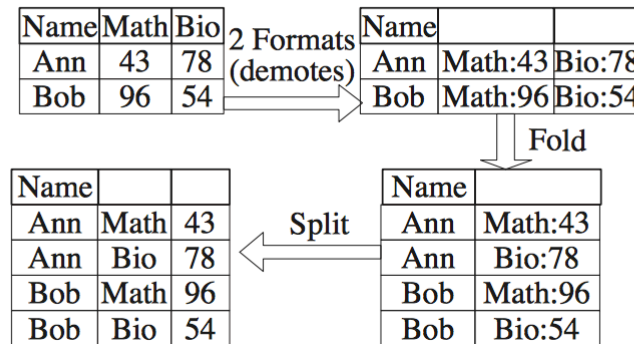 Name Math Bio
Ann 43 78
Bob 96 54
2 Formats
(demotes)
Name
Ann Math:43 Bio:78
Bob Math:96 Bio:54
Fold
Name
Ann Math 43
Ann Bio 78
Bob Math 96
Bob Bio 54
Split
Name
Ann Math:43
Ann Bio:78
Bob Math:96
Bob Bio:54